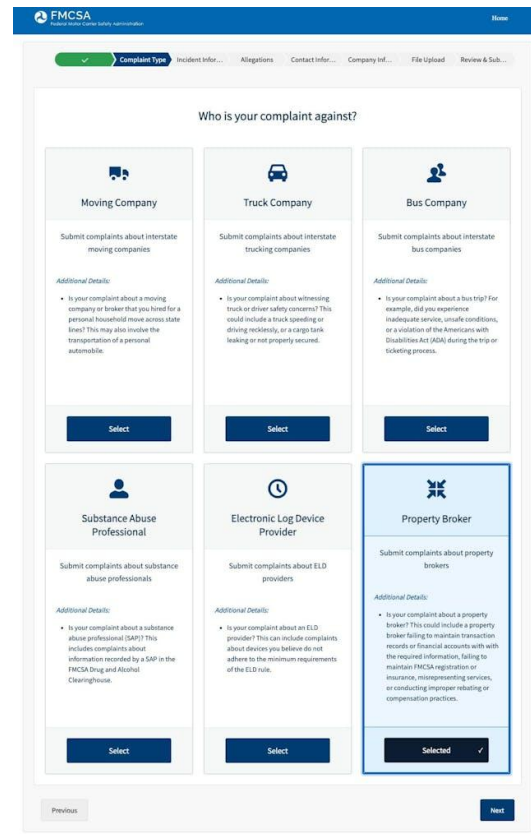 FMCSA
Federal Motor Carrier Safety Administration
Home
Complaint Type
Incident Infor...
Allegations
Contact Infor...
Company Inf...
File Upload
Review & Sub...
Who is your complaint against?
Moving Company
Submit complaints about interstate
moving companies
Additional Details:
• Is your complaint about a moving
company or broker that you hired for a
personal household move across state
lines? This may also involve the
transportation of a personal
automobile.
Select
Truck Company
Submit complaints about interstate
trucking companies
Additional Details:
• Is your complaint about witnessing
truck or driver safety concerns? This
could include a truck speeding or
driving recklessly, or a cargo tank
leaking or not properly secured.
Select
Bus Company
Submit complaints about interstate
bus companies
Additional Details:
• Is your complaint about a bus trip? For
example, did you experience
inadequate service, unsafe conditions,
or a violation of the Americans with
Disabilities Act (ADA) during the trip or
ticketing process.
Select
Substance Abuse
Professional
Submit complaints about substance
abuse professionals
Additional Details:
• Is your complaint about a substance
abuse professional (SAP)? This
includes complaints about
information recorded by a SAP in the
FMCSA Drug and Alcohol
Clearinghouse.
Select
Electronic Log Device
Provider
Submit complaints about ELD
providers
Additional Details:
• Is your complaint about an ELD
provider? This can include complaints
about devices you believe do not
adhere to the minimum requirements
of the ELD rule.
Select
Property Broker
Submit complaints about property
brokers
Additional Details:
• Is your complaint about a property
broker? This could include a property
broker failing to maintain transaction
records or financial accounts with with
the required information, failing to
maintain FMCSA registration or
insurance, misrepresenting services,
or conducting improper rebating or
compensation practices.
Selected ✓
Previous
Next